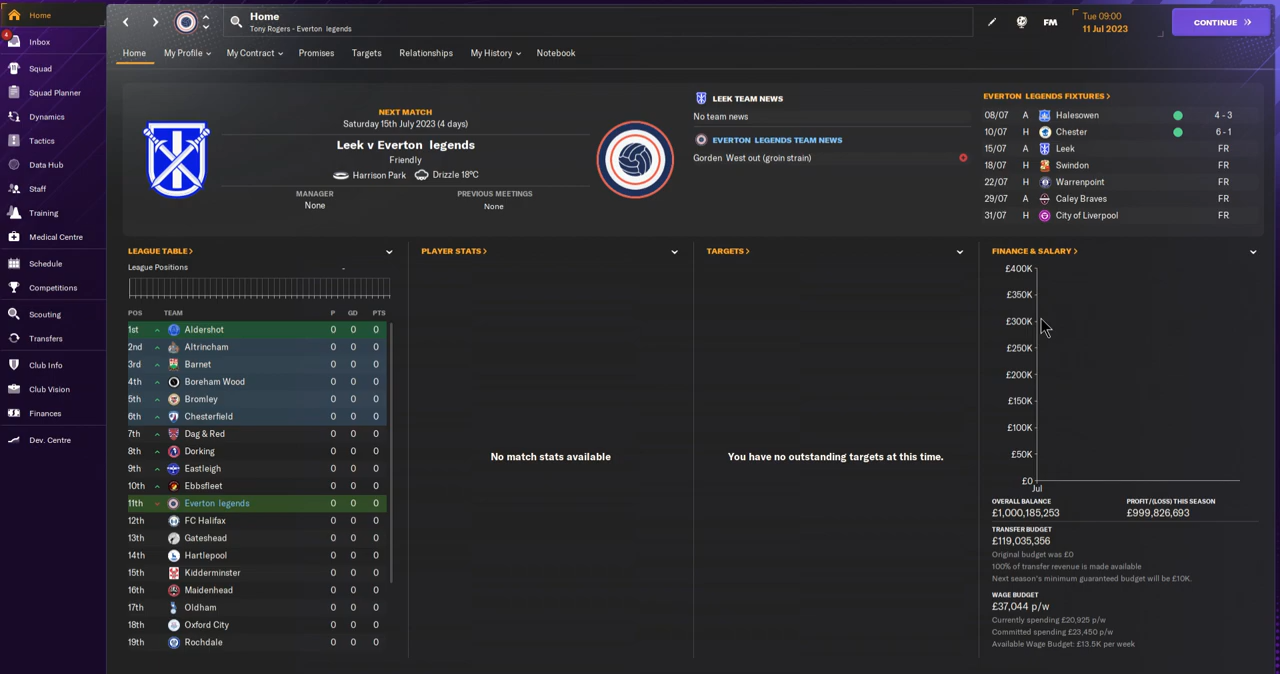 Home
4
Inbox
Squad
Squad Planner
Dynamics
Tactics
Data Hub
Staff
Training
Medical Centre
Schedule
Competitions
Scouting
Transfers
Club Info
Club Vision
Finances
Dev. Centre
Home
Tony Rogers - Everton legends
FM
Tue 09:00
11 Jul 2023
CONTINUE
Home
My Profile
My Contract
Promises
Targets
Relationships
My History
Notebook
NEXT MATCH
Saturday 15th July 2023 (4 days)
Leek v Everton legends
Friendly
Harrison Park Drizzle 18ºC
MANAGER
None
PREVIOUS MEETINGS
None
LEEK TEAM NEWS
No team news
EVERTON LEGENDS TEAM NEWS
Gorden West out (groin strain)
EVERTON LEGENDS FIXTURES >
08/07 A Halesowen 4 - 3
10/07 H Chester 6 - 1
15/07 A Leek FR
18/07 H Swindon FR
22/07 H Warrenpoint FR
29/07 A Caley Braves FR
31/07 H City of Liverpool FR
LEAGUE TABLE >
League Positions -
POS TEAM P GD PTS
1st Aldershot 0 0 0
2nd Altrincham 0 0 0
3rd Barnet 0 0 0
4th Boreham Wood 0 0 0
5th Bromley 0 0 0
6th Chesterfield 0 0 0
7th Dag & Red 0 0 0
8th Dorking 0 0 0
9th Eastleigh 0 0 0
10th Ebbsfleet 0 0 0
11th Everton legends 0 0 0
12th FC Halifax 0 0 0
13th Gateshead 0 0 0
14th Hartlepool 0 0 0
15th Kidderminster 0 0 0
16th Maidenhead 0 0 0
17th Oldham 0 0 0
18th Oxford City 0 0 0
19th Rochdale 0 0 0
PLAYER STATS >
No match stats available
TARGETS >
You have no outstanding targets at this time.
FINANCE & SALARY >
£400K
£350K
£300K
£250K
£200K
£150K
£100K
£50K
£0
Jul
OVERALL BALANCE
£1,000,185,253
PROFIT/(LOSS) THIS SEASON
£999,826,693
TRANSFER BUDGET
£119,035,356
Original budget was £0
100% of transfer revenue is made available
Next season's minimum guaranteed budget will be £10K.
WAGE BUDGET
£37,044 p/w
Currently spending £20,925 p/w
Committed spending £23,450 p/w
Available Wage Budget: £13.5K per week